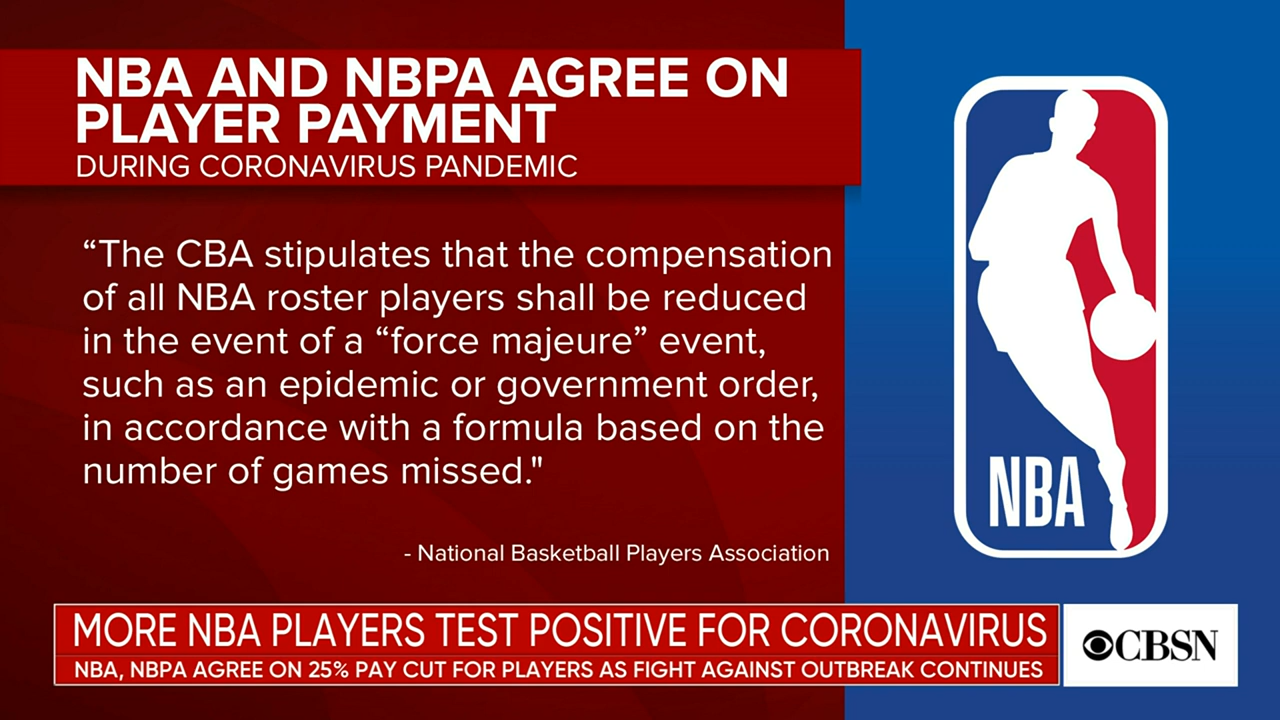 NBA AND NBPA AGREE ON
PLAYER PAYMENT
DURING CORONAVIRUS PANDEMIC
“The CBA stipulates that the compensation
of all NBA roster players shall be reduced
in the event of a “force majeure” event,
such as an epidemic or government order,
in accordance with a formula based on the
number of games missed."
- National Basketball Players Association
NBA
MORE NBA PLAYERS TEST POSITIVE FOR CORONAVIRUS
NBA, NBPA AGREE ON 25% PAY CUT FOR PLAYERS AS FIGHT AGAINST OUTBREAK CONTINUES
CBSN